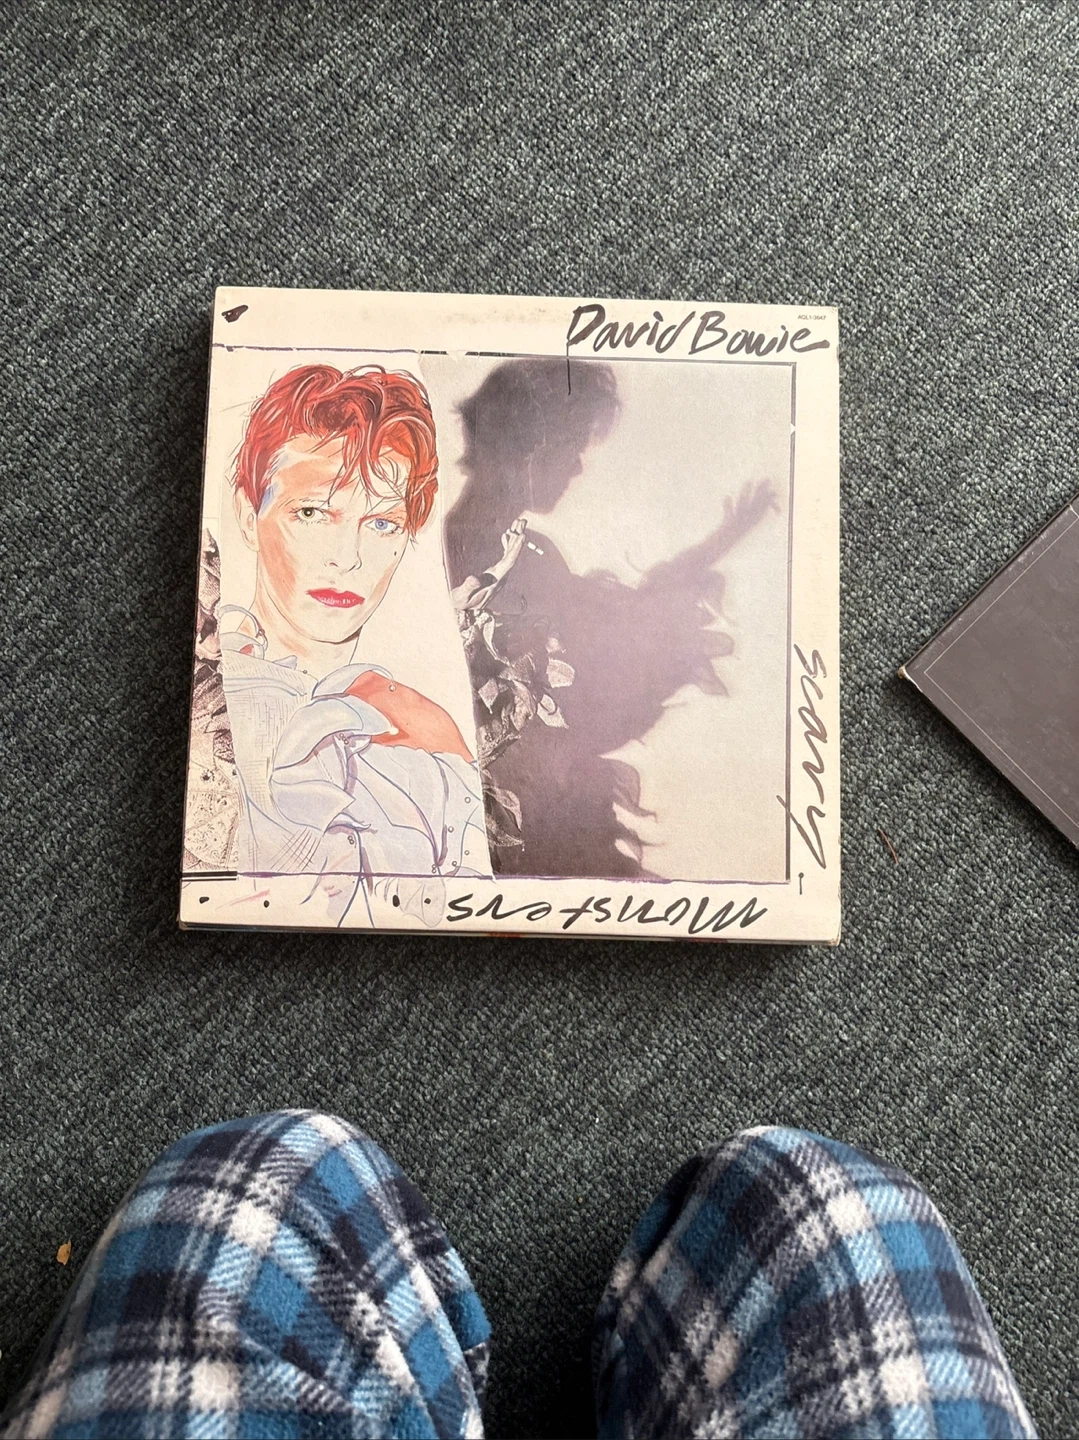 David Bowie
AQL1-3647
scary
monsters